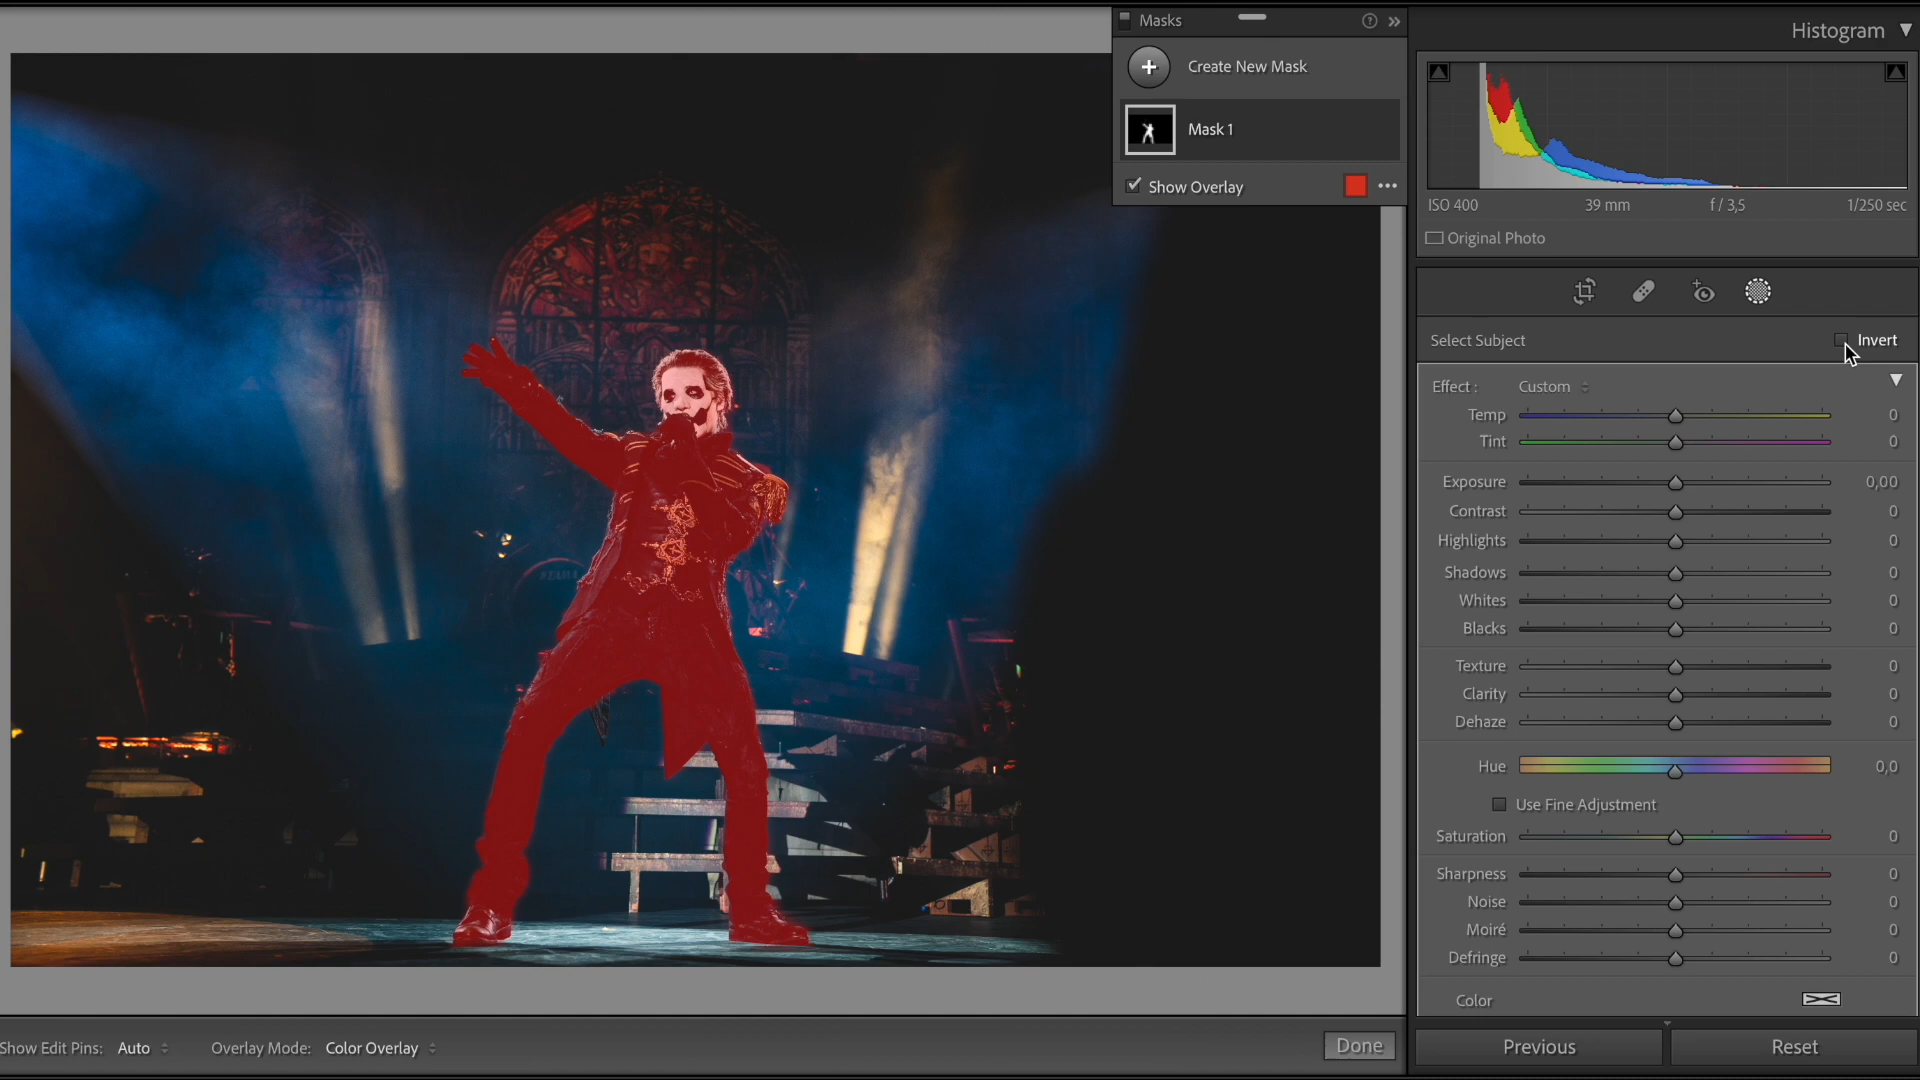 Masks
Create New Mask
Mask 1
Show Overlay
Histogram
ISO 400 39 mm f / 3,5 1/250 sec
Original Photo
Select Subject Invert
Effect : Custom
Temp 0
Tint 0
Exposure 0,00
Contrast 0
Highlights 0
Shadows 0
Whites 0
Blacks 0
Texture 0
Clarity 0
Dehaze 0
Hue 0,0
Use Fine Adjustment
Saturation 0
Sharpness 0
Noise 0
Moiré 0
Defringe 0
Color
TAMA
Show Edit Pins: Auto Overlay Mode: Color Overlay Done
Previous Reset